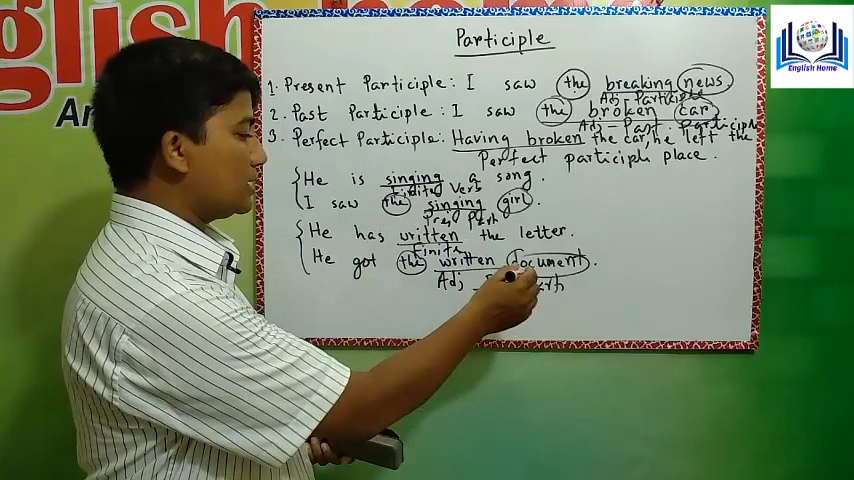 nglish h
A
English Home
Participle
1. Present Participle: I saw the breaking news
Adj - Participle
2. Past Participle: I saw the broken car
Adj - Past Participle
3. Perfect Participle: Having broken the car, he left the
Perfect participle place.
He is singing a song.
Finite Verb
I saw the singing girl.
Pre, Part
He has written the letter.
Finite
He got the written document.
Adj -